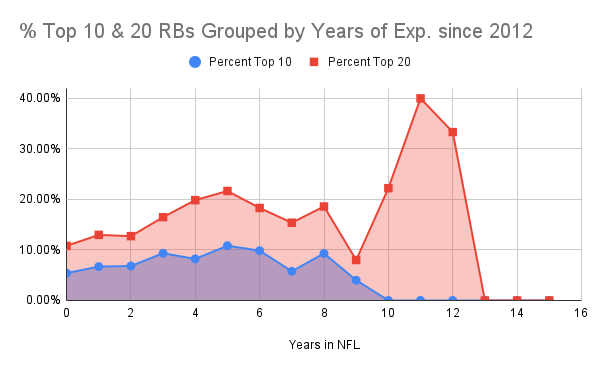 % Top 10 & 20 RBs Grouped by Years of Exp. since 2012
Percent Top 10 Percent Top 20
40.00%
30.00%
20.00%
10.00%
0.00%
0 2 4 6 8 10 12 14 16
Years in NFL